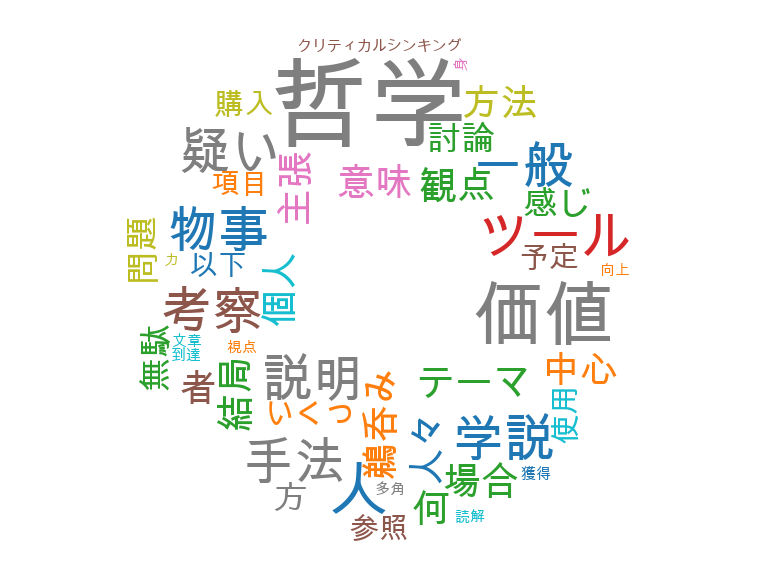 クリティカルシンキング
哲学
身
購入
方法
疑い
討論
一般
項目
主張
意味
観点
感じ
物事
ツール
問題
力
以下
個人
予定
向上
考察
価値
無駄
文章
到達
視点
者
結局
説明
鵜呑み
テーマ
中心
いくつ
使用
手法
人々
学説
人
方
多角
場合
獲得
何
読解
参照